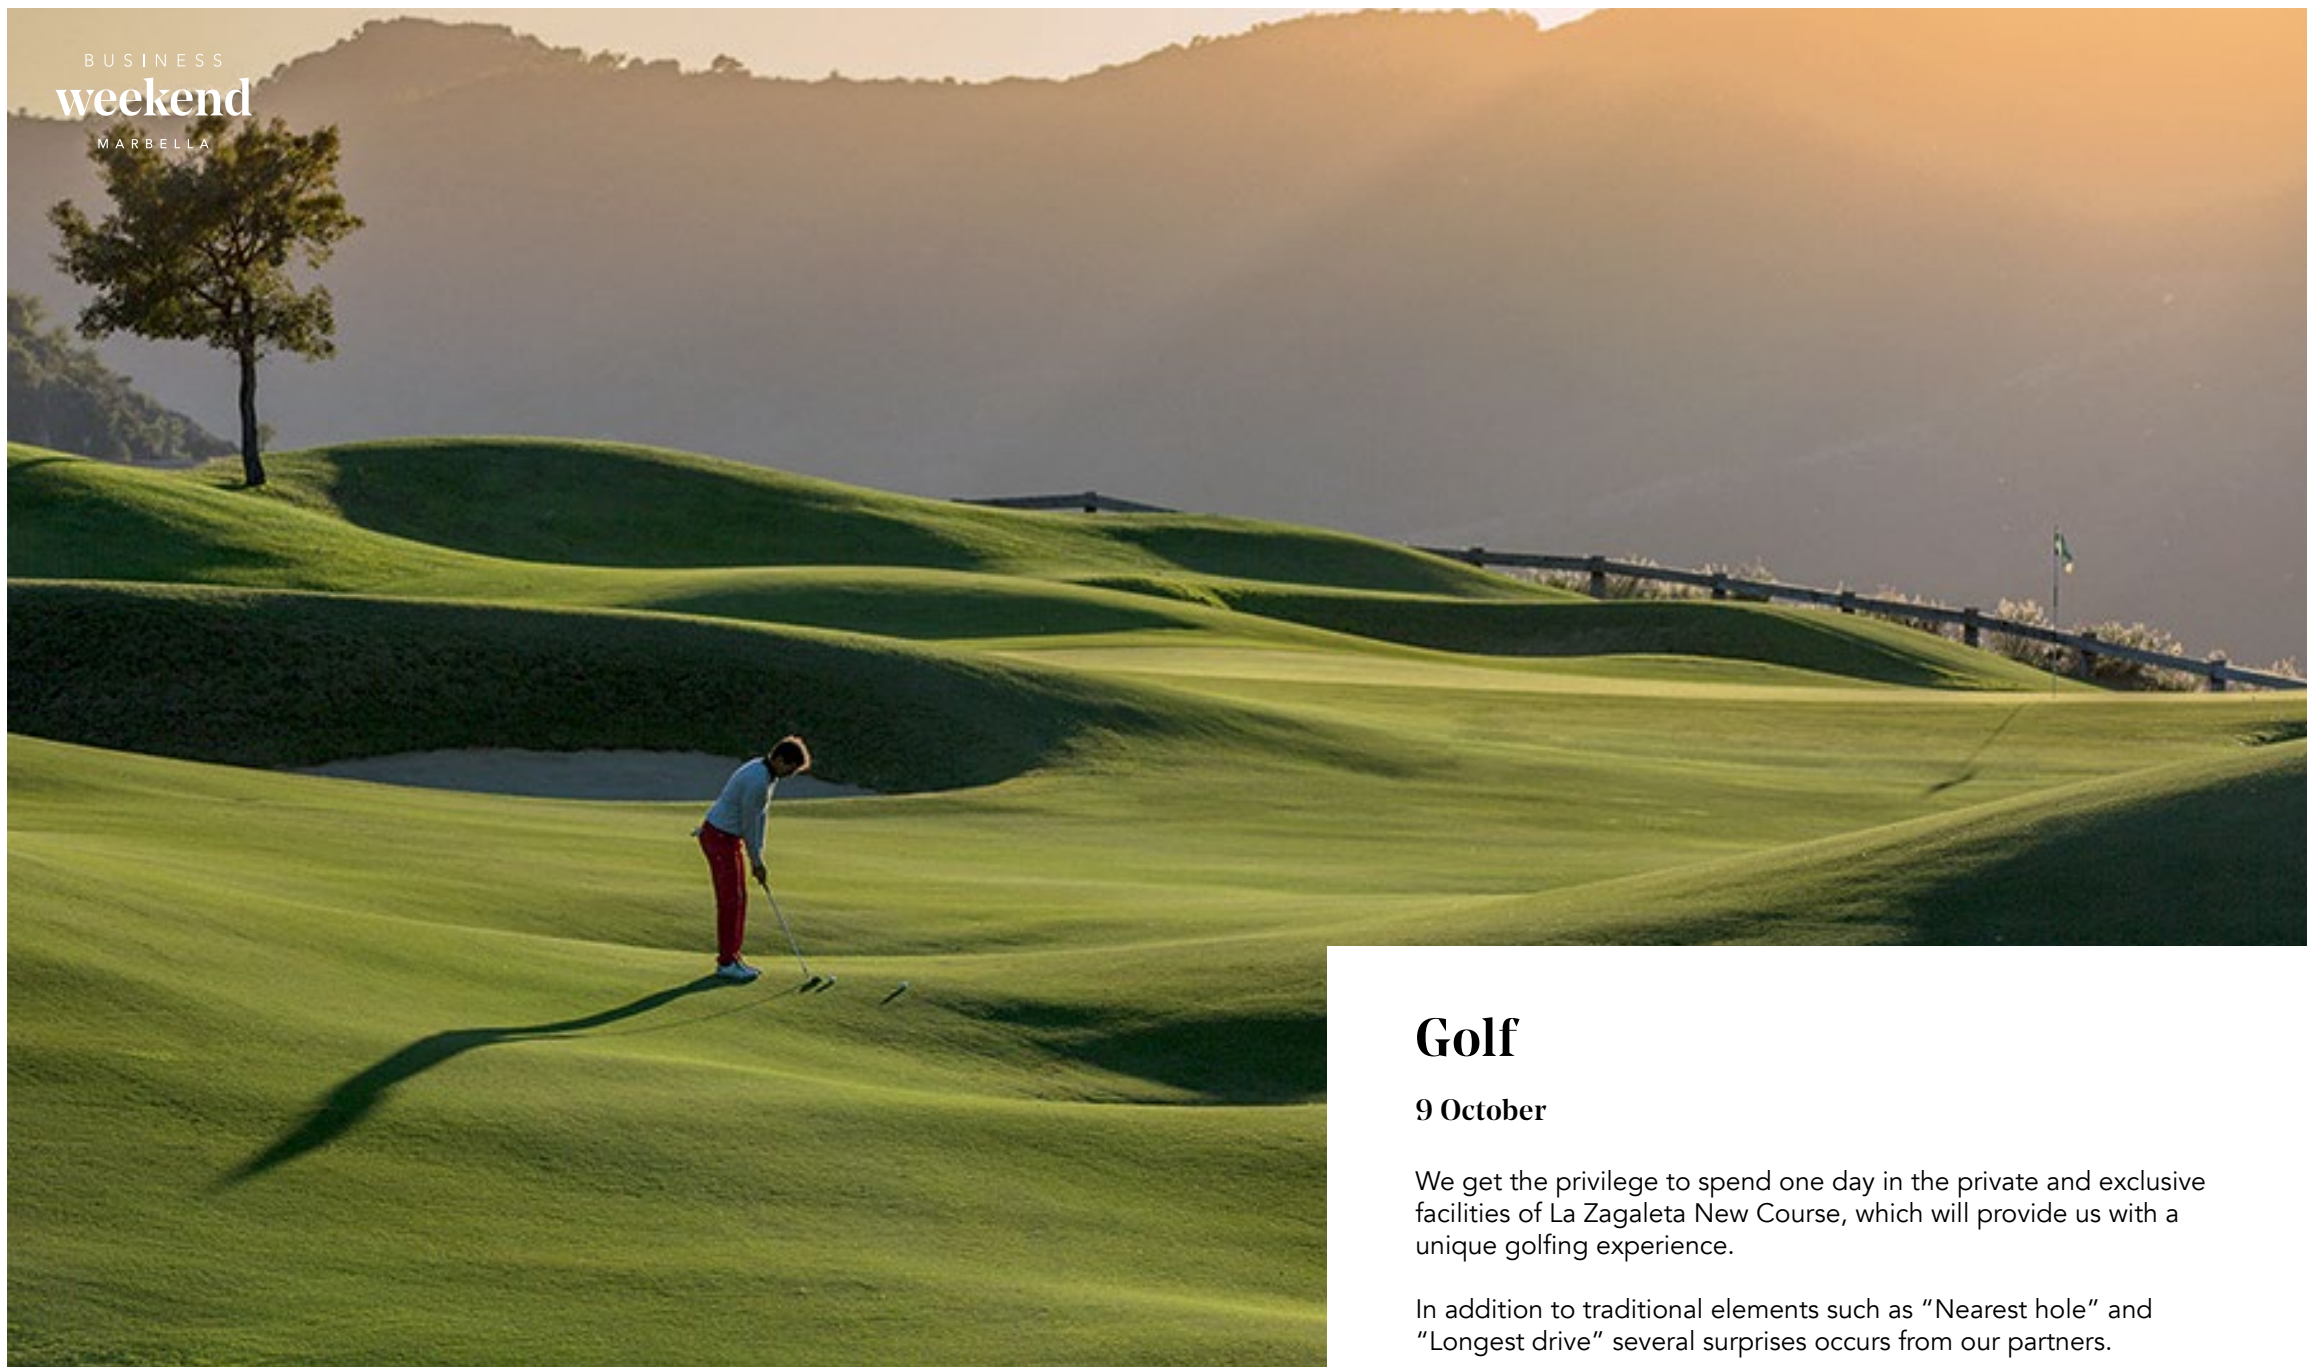 BUSINESS
weekend
MARBELLA
Golf
9 October
We get the privilege to spend one day in the private and exclusive
facilities of La Zagaleta New Course, which will provide us with a
unique golfing experience.
In addition to traditional elements such as “Nearest hole” and
“Longest drive” several surprises occurs from our partners.